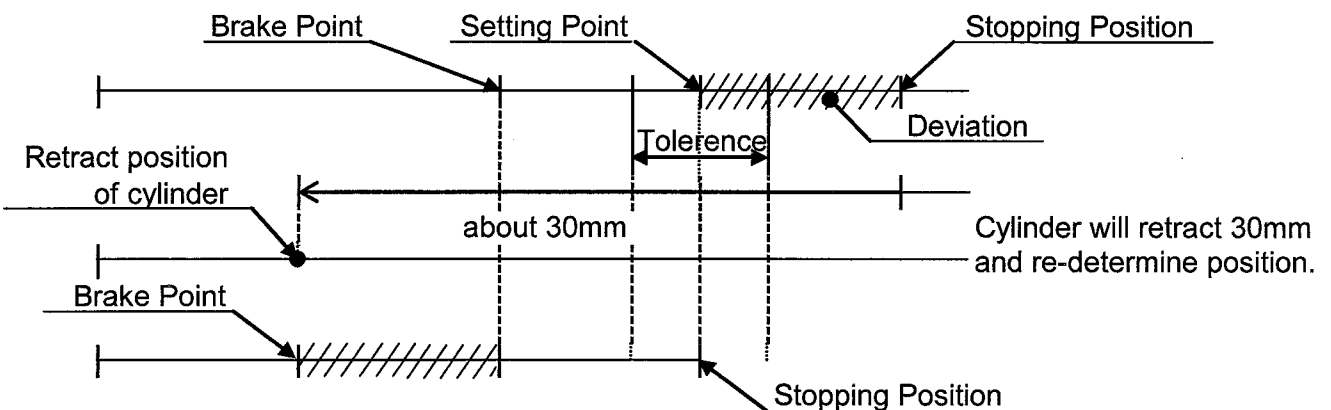 Brake Point
Setting Point
Stopping Position
Deviation
Tolerence
Retract position
of cylinder
about 30mm
Cylinder will retract 30mm
and re-determine position.
Brake Point
Stopping Position